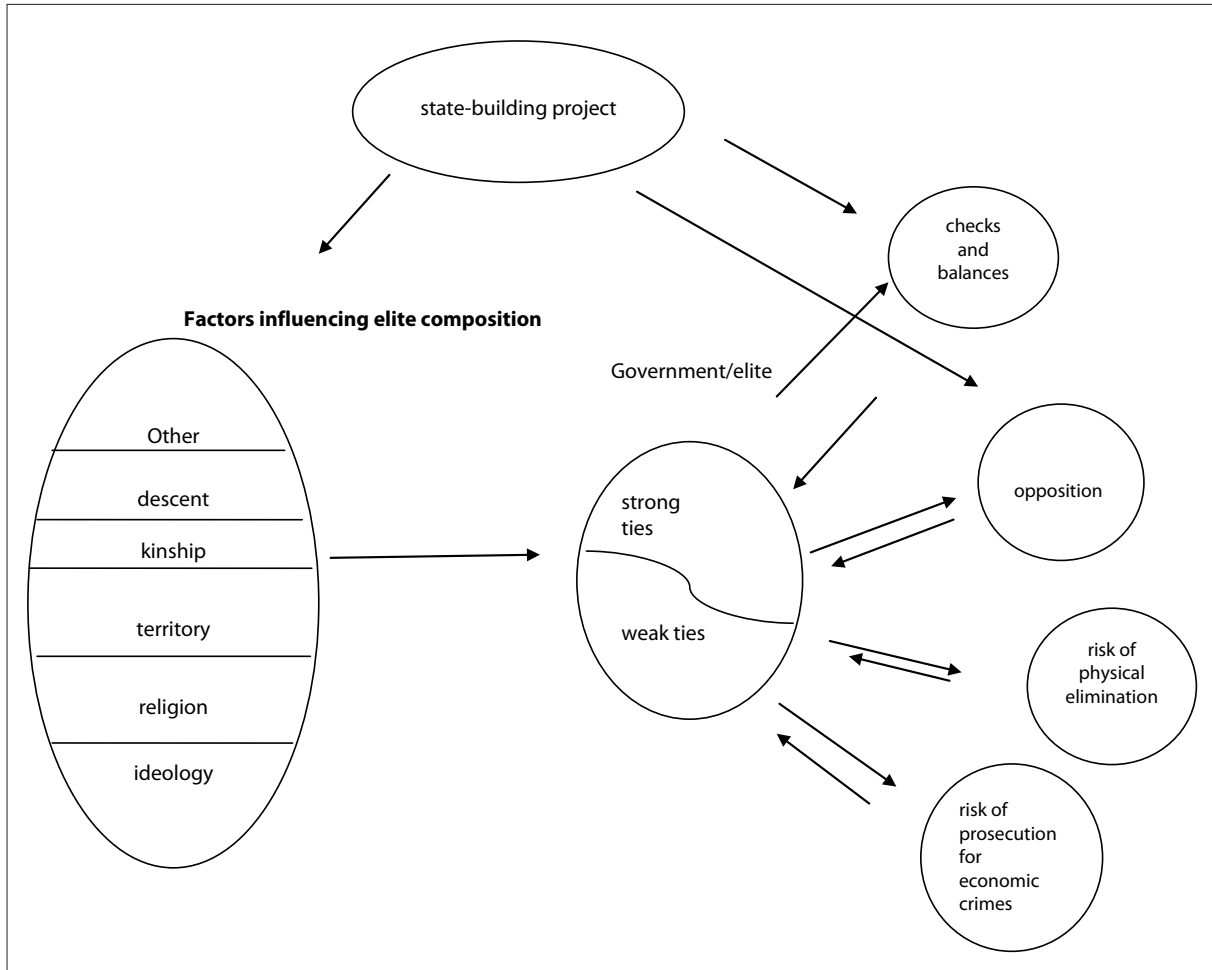 state-building project
checks
and
balances
Factors influencing elite composition
Government/elite
Other
descent
kinship
territory
religion
ideology
strong
ties
weak ties
opposition
risk of
physical
elimination
risk of
prosecution
for
economic
crimes